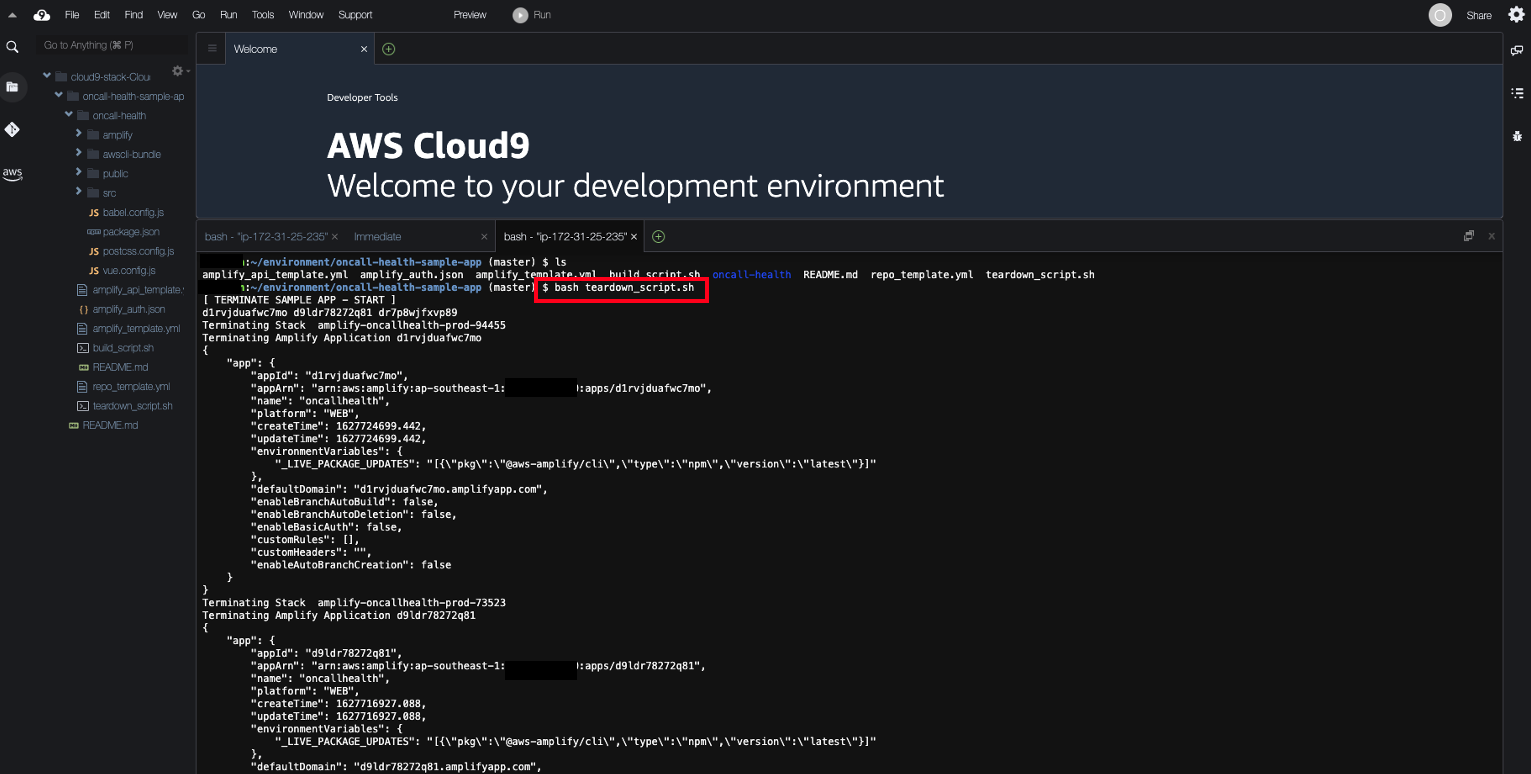 File Edit Find View Go Run Tools Window Support Preview Run Share
Go to Anything (⌘ P)
Welcome
cloud9-stack-Clou
oncall-health-sample-ap
oncall-health
amplify
awscli-bundle
public
src
babel.config.js
package.json
postcss.config.js
vue.config.js
amplify_api_template.
amplify_auth.json
amplify_template.yml
build_script.sh
README.md
repo_template.yml
teardown_script.sh
README.md
aws
Developer Tools
AWS Cloud9
Welcome to your development environment
bash - "ip-172-31-25-235" Immediate bash - "ip-172-31-25-235"
:~/environment/oncall-health-sample-app (master) $ ls
amplify_api_template.yml amplify_auth.json amplify_template.yml build_script.sh oncall-health README.md repo_template.yml teardown_script.sh
:~/environment/oncall-health-sample-app (master) $ bash teardown_script.sh
[ TERMINATE SAMPLE APP - START ]
d1rvjduafwc7mo d9ldr78272q81 dr7p8wjfxvp89
Terminating Stack amplify-oncallhealth-prod-94455
Terminating Amplify Application d1rvjduafwc7mo
{
"app": {
"appId": "d1rvjduafwc7mo",
"appArn": "arn:aws:amplify:ap-southeast-1: :apps/d1rvjduafwc7mo",
"name": "oncallhealth",
"platform": "WEB",
"createTime": 1627724699.442,
"updateTime": 1627724699.442,
"environmentVariables": {
"_LIVE_PACKAGE_UPDATES": "[{\"pkg\":\"@aws-amplify/cli\",\"type\":\"npm\",\"version\":\"latest\"}]"
},
"defaultDomain": "d1rvjduafwc7mo.amplifyapp.com",
"enableBranchAutoBuild": false,
"enableBranchAutoDeletion": false,
"enableBasicAuth": false,
"customRules": [],
"customHeaders": "",
"enableAutoBranchCreation": false
}
}
Terminating Stack amplify-oncallhealth-prod-73523
Terminating Amplify Application d9ldr78272q81
{
"app": {
"appId": "d9ldr78272q81",
"appArn": "arn:aws:amplify:ap-southeast-1: :apps/d9ldr78272q81",
"name": "oncallhealth",
"platform": "WEB",
"createTime": 1627716927.088,
"updateTime": 1627716927.088,
"environmentVariables": {
"_LIVE_PACKAGE_UPDATES": "[{\"pkg\":\"@aws-amplify/cli\",\"type\":\"npm\",\"version\":\"latest\"}]"
},
"defaultDomain": "d9ldr78272q81.amplifyapp.com",